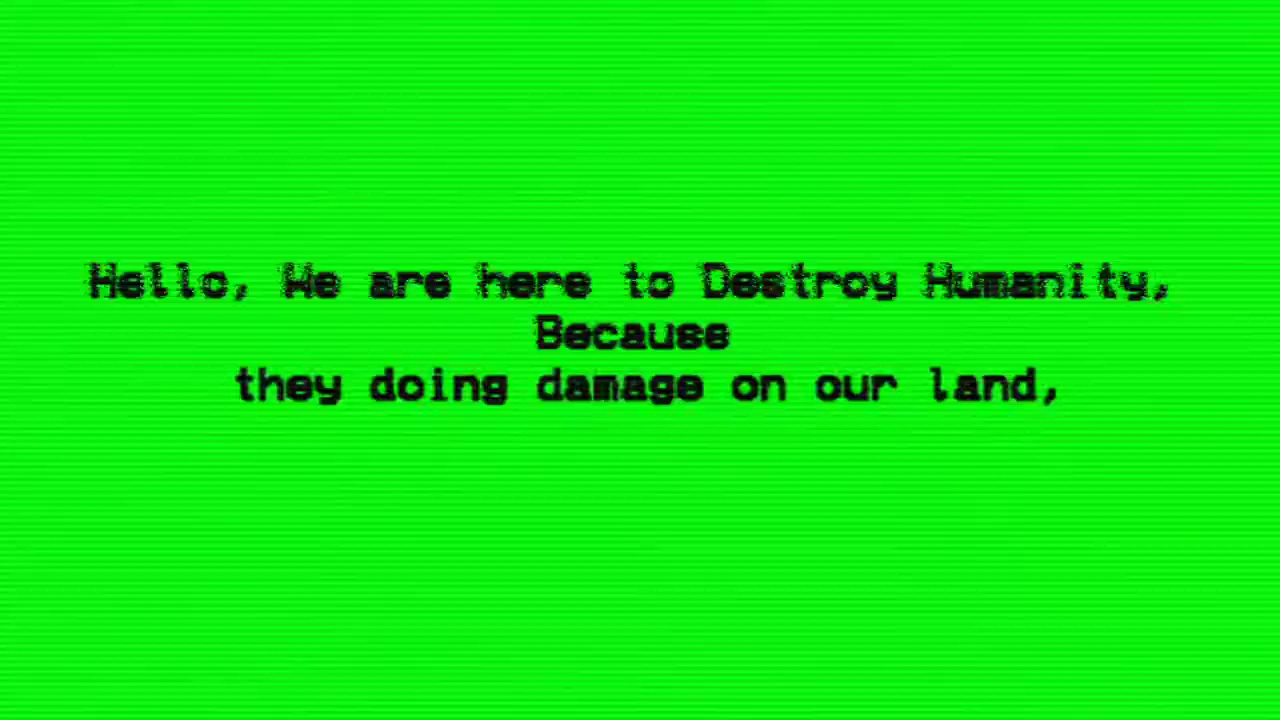 Hello, We are here to Destroy Humanity,
Because
they doing damage on our land,